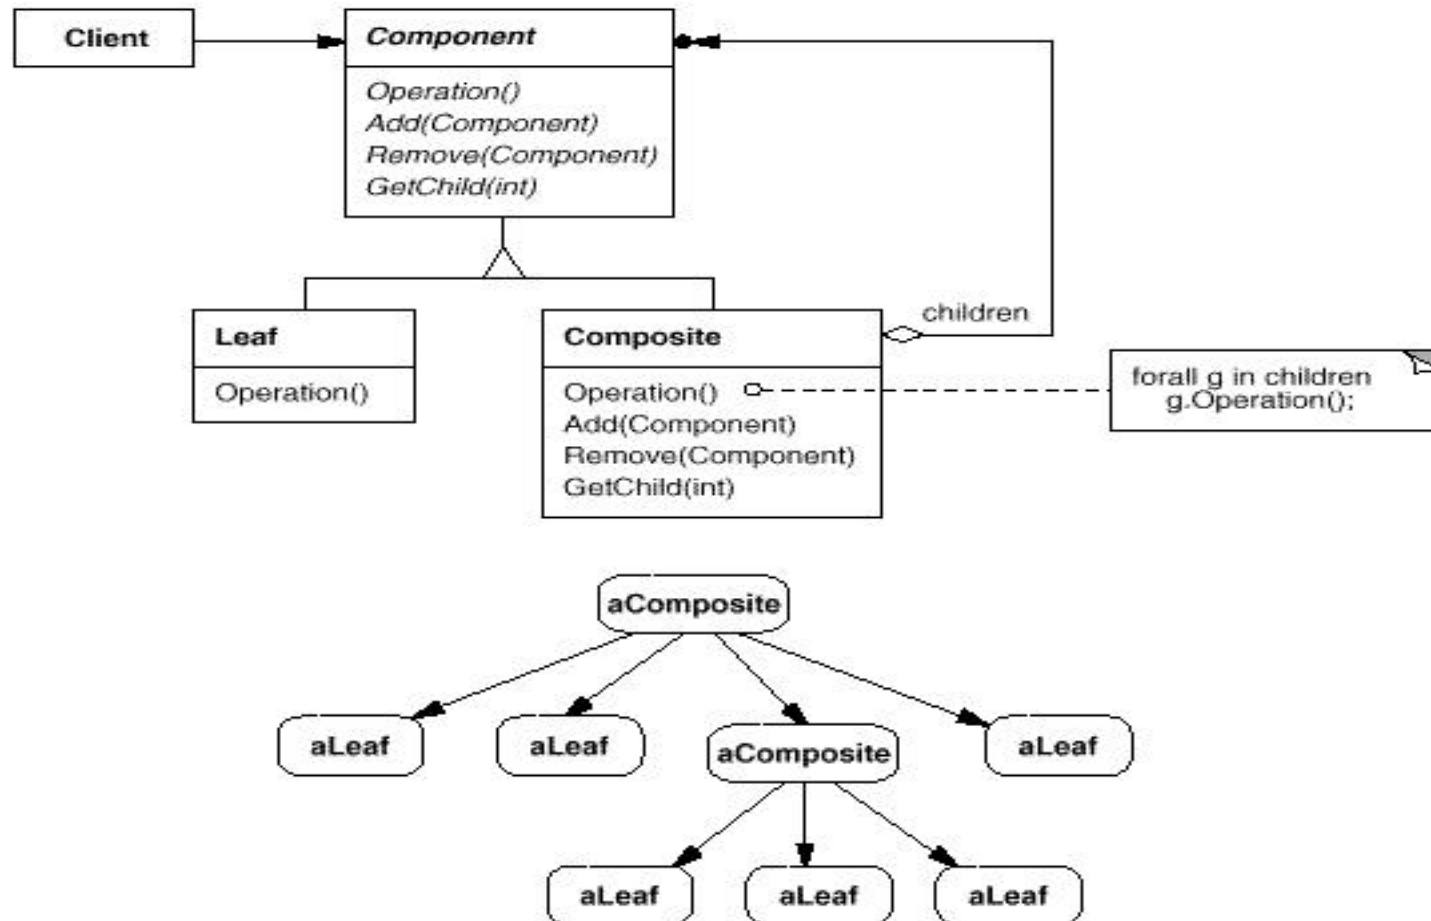 Client
Component
Operation()
Add(Component)
Remove(Component)
GetChild(int)
children
Leaf
Operation()
Composite
Operation()
Add(Component)
Remove(Component)
GetChild(int)
forall g in children
g.Operation();
aComposite
aLeaf
aLeaf
aComposite
aLeaf
aLeaf
aLeaf
aLeaf